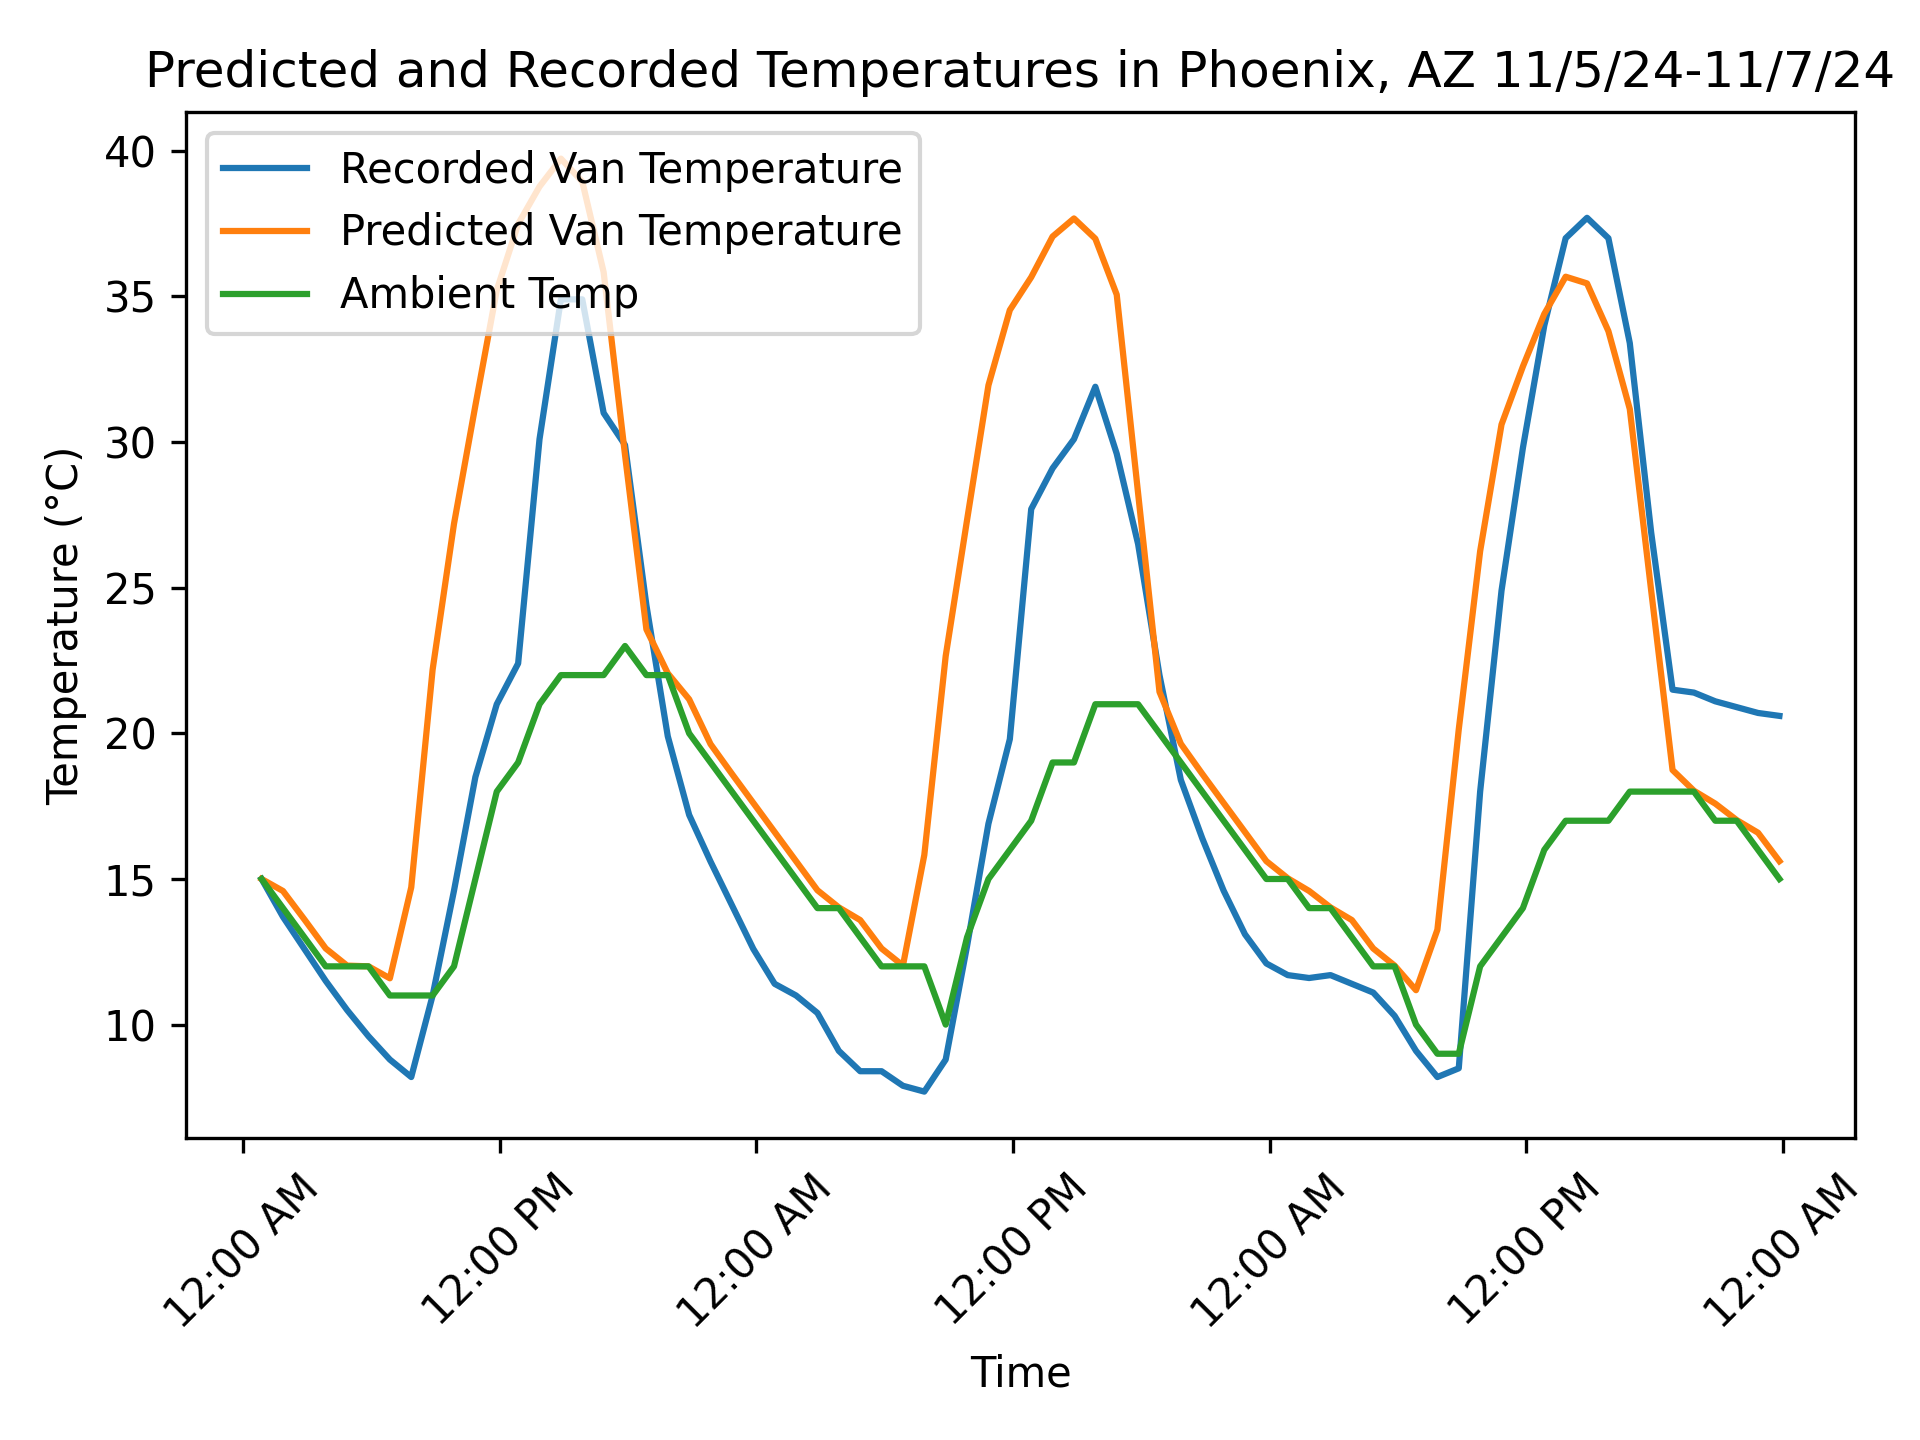 Predicted and Recorded Temperatures in Phoenix, AZ 11/5/24-11/7/24
Recorded Van Temperature
Predicted Van Temperature
Ambient Temp
Temperature (°C)
40
35
30
25
20
15
10
12:00 AM
12:00 PM
12:00 AM
12:00 PM
12:00 AM
12:00 PM
12:00 AM
Time